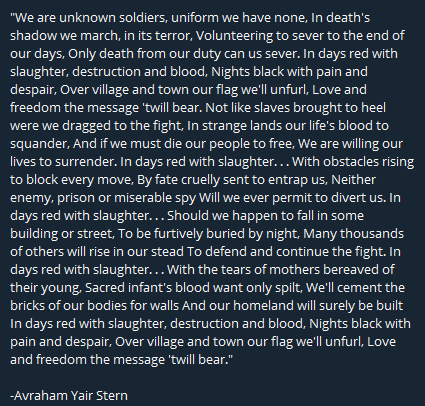 "We are unknown soldiers, uniform we have none, In death's
shadow we march, in its terror, Volunteering to sever to the end of
our days, Only death from our duty can us sever. In days red with
slaughter, destruction and blood, Nights black with pain and
despair, Over village and town our flag we'll unfurl, Love and
freedom the message 'twill bear. Not like slaves brought to heel
were we dragged to the fight, In strange lands our life's blood to
squander, And if we must die our people to free, We are willing our
lives to surrender. In days red with slaughter. . . With obstacles rising
to block every move, By fate cruelly sent to entrap us, Neither
enemy, prison or miserable spy Will we ever permit to divert us. In
days red with slaughter. . . Should we happen to fall in some
building or street, To be furtively buried by night, Many thousands
of others will rise in our stead To defend and continue the fight. In
days red with slaughter. . . With the tears of mothers bereaved of
their young, Sacred infant's blood want only spilt, We'll cement the
bricks of our bodies for walls And our homeland will surely be built
In days red with slaughter, destruction and blood, Nights black with
pain and despair, Over village and town our flag we'll unfurl, Love
and freedom the message 'twill bear."
-Avraham Yair Stern